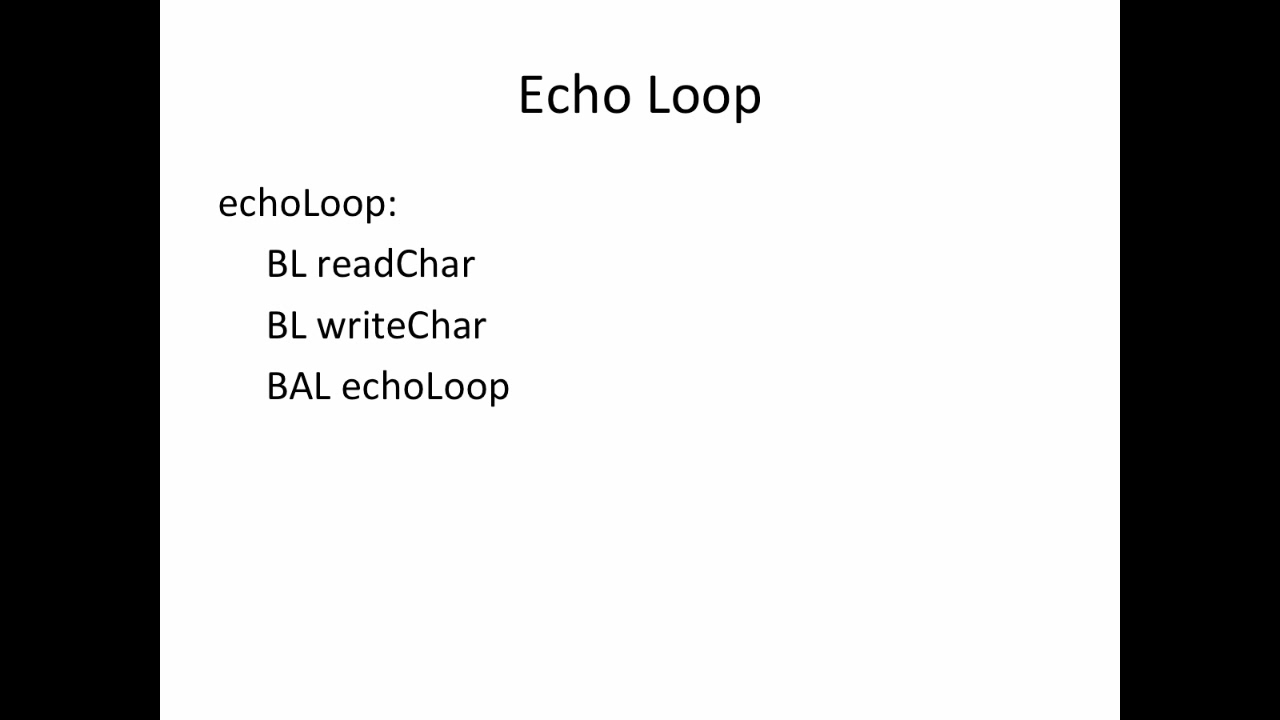 Echo Loop
echoLoop:
BL readChar
BL writeChar
BAL echoLoop